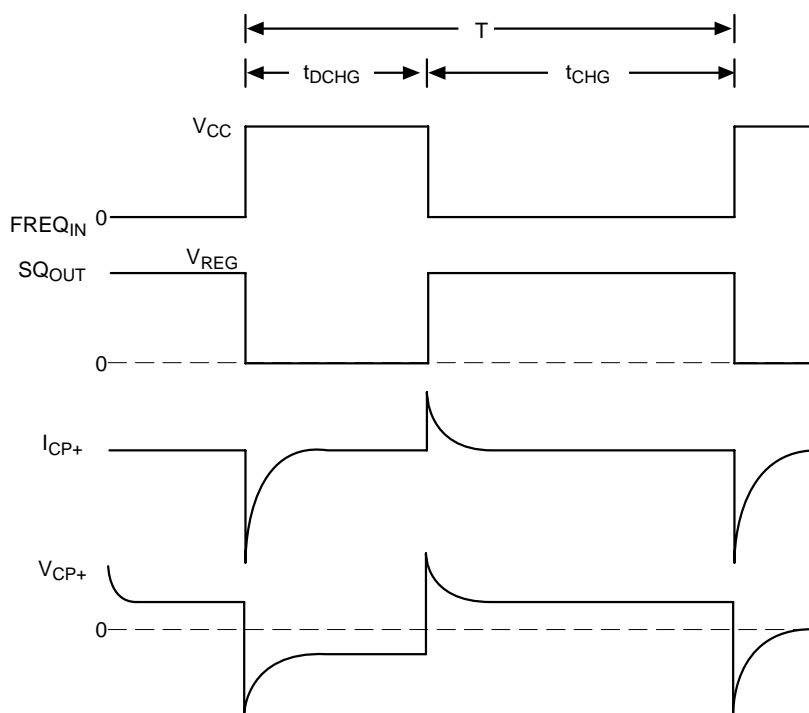 T
tDCHG
tCHG
VCC
FREQIN 0
SQOUT VREG
0
ICP+
VCP+
0